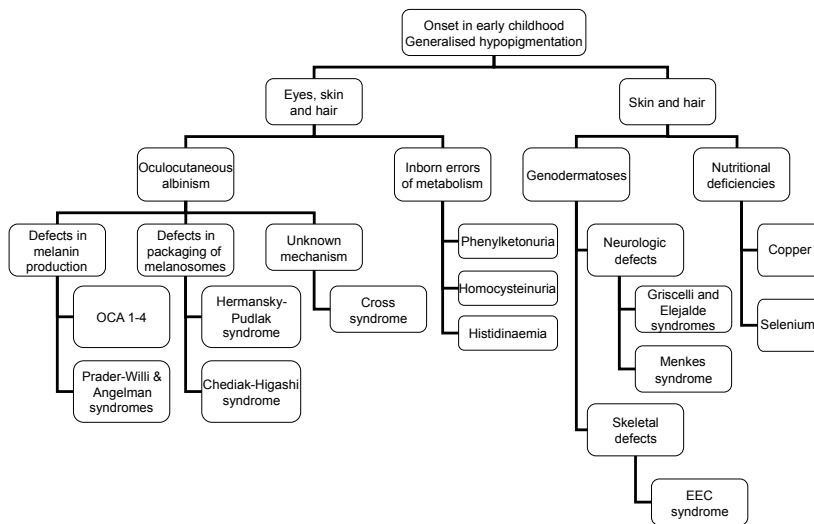 Onset in early childhood
Generalised hypopigmentation
Eyes, skin
and hair
Skin and hair
Oculocutaneous
albinism
Inborn errors
of metabolism
Genodermatoses
Nutritional
deficiencies
Defects in
melanin
production
Defects in
packaging of
melanosomes
Unknown
mechanism
Phenylketonuria
Neurologic
defects
Copper
OCA 1-4
Hermansky-
Pudlak
syndrome
Cross
syndrome
Homocysteinuria
Griscelli and
Elejalde
syndromes
Histidinaemia
Selenium
Prader-Willi &
Angelman
syndromes
Chediak-Higashi
syndrome
Menkes
syndrome
Skeletal
defects
EEC
syndrome